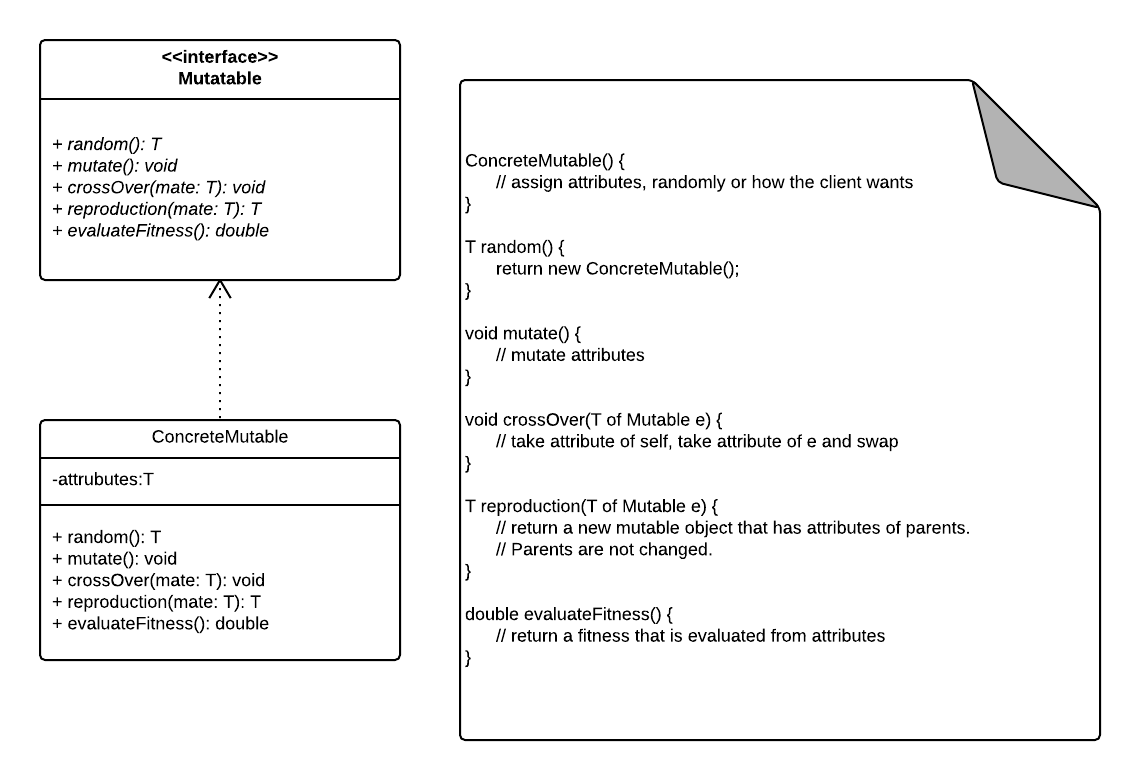 <<interface>>
Mutatable
+ random(): T
+ mutate(): void
+ crossOver(mate: T): void
+ reproduction(mate: T): T
+ evaluateFitness(): double
ConcreteMutable
-attrubutes:T
+ random(): T
+ mutate(): void
+ crossOver(mate: T): void
+ reproduction(mate: T): T
+ evaluateFitness(): double
ConcreteMutable() {
// assign attributes, randomly or how the client wants
}
T random() {
return new ConcreteMutable();
}
void mutate() {
// mutate attributes
}
void crossOver(T of Mutable e) {
// take attribute of self, take attribute of e and swap
}
T reproduction(T of Mutable e) {
// return a new mutable object that has attributes of parents.
// Parents are not changed.
}
double evaluateFitness() {
// return a fitness that is evaluated from attributes
}